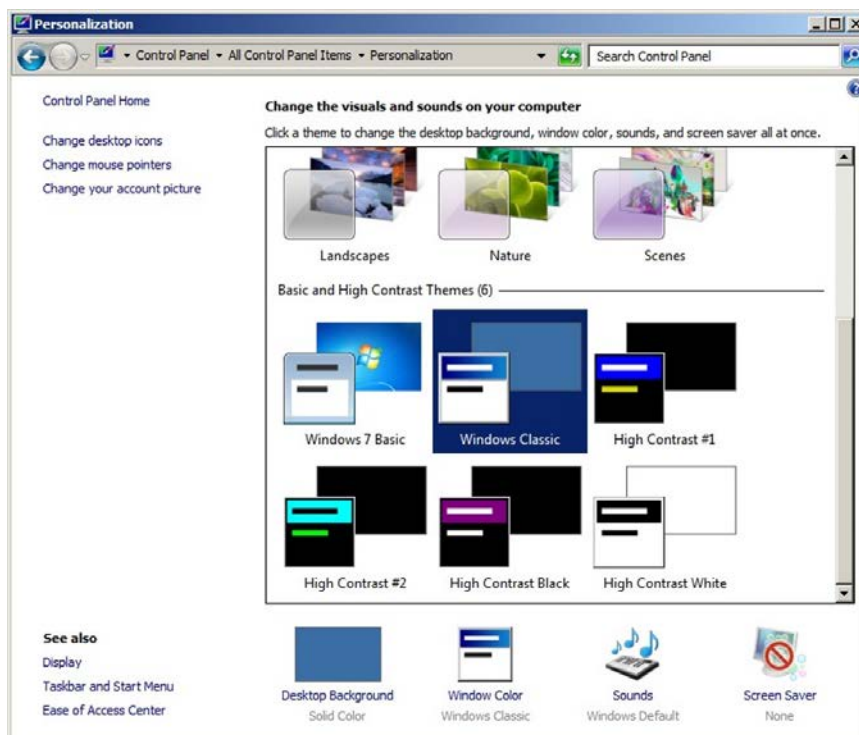 Personalization
Control Panel All Control Panel Items Personalization
Search Control Panel
Control Panel Home
Change desktop icons
Change mouse pointers
Change your account picture
Change the visuals and sounds on your computer
Click a theme to change the desktop background, window color, sounds, and screen saver all at once.
Landscapes Nature Scenes
Basic and High Contrast Themes (6)
Windows 7 Basic Windows Classic High Contrast #1
High Contrast #2 High Contrast Black High Contrast White
See also
Display
Taskbar and Start Menu
Ease of Access Center
Desktop Background Window Color Sounds Screen Saver
Solid Color Windows Classic Windows Default None